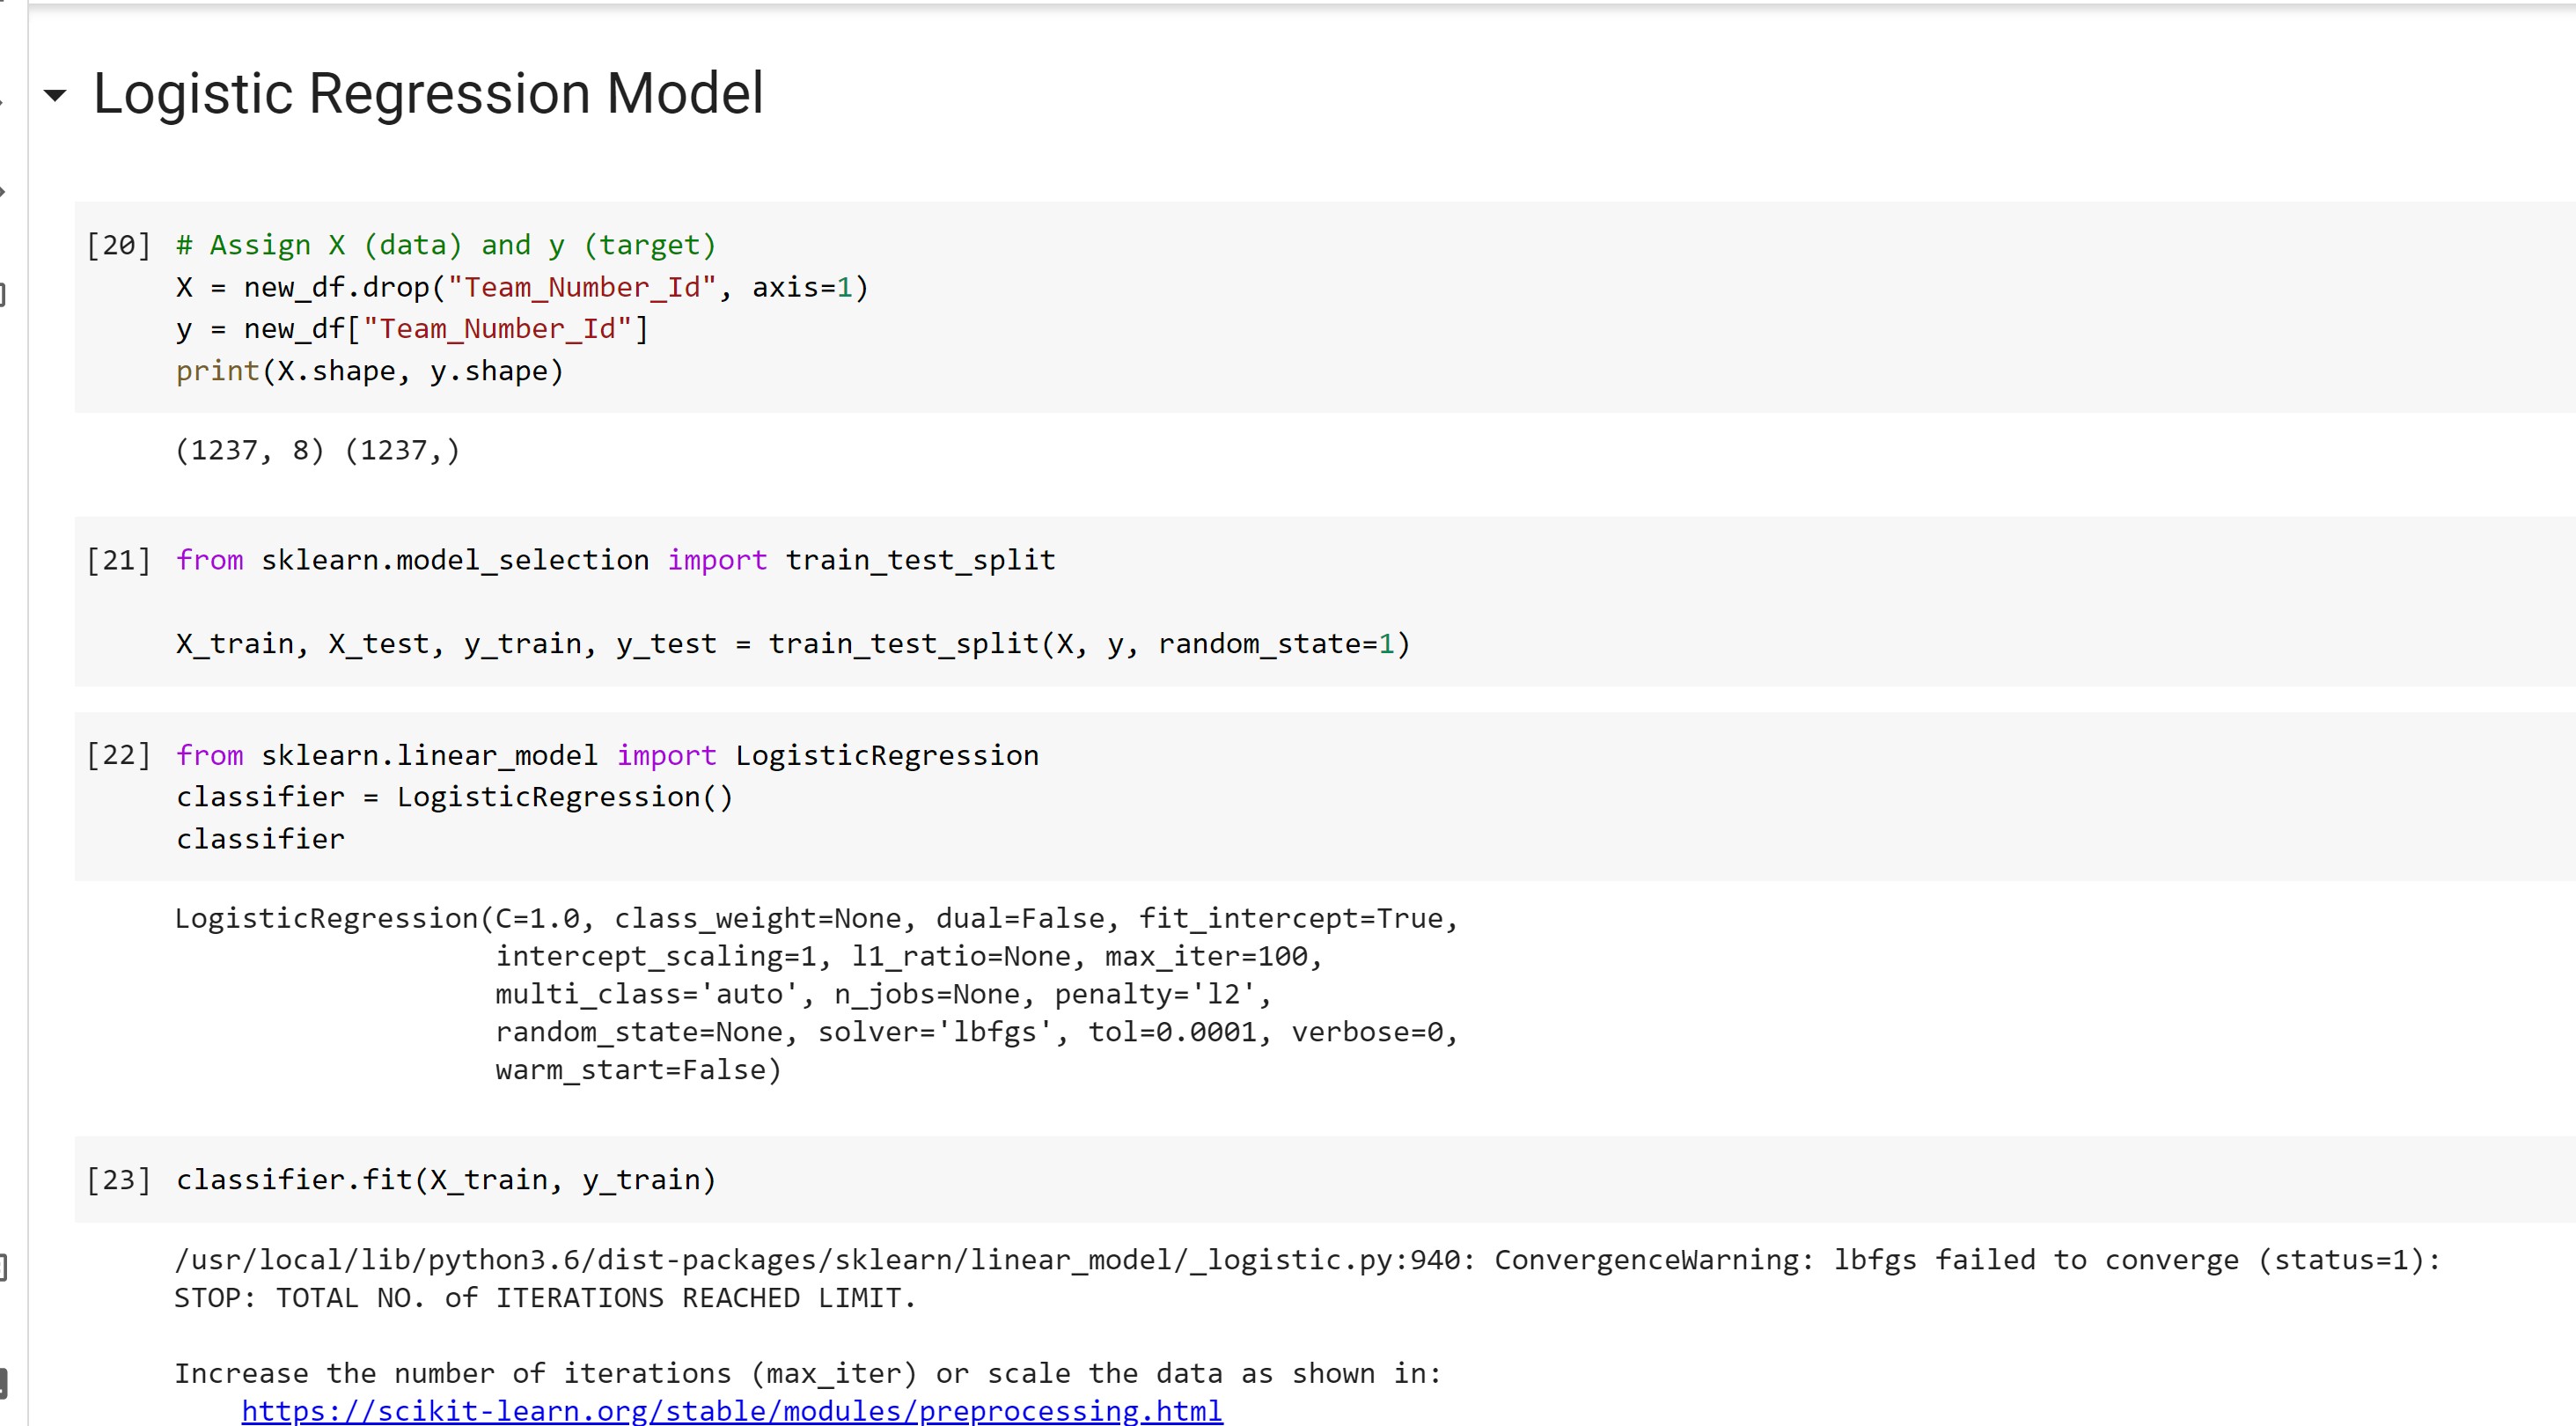 Logistic Regression Model
[20] # Assign X (data) and y (target)
X = new_df.drop("Team_Number_Id", axis=1)
y = new_df["Team_Number_Id"]
print(X.shape, y.shape)
(1237, 8) (1237,)
[21] from sklearn.model_selection import train_test_split
X_train, X_test, y_train, y_test = train_test_split(X, y, random_state=1)
[22] from sklearn.linear_model import LogisticRegression
classifier = LogisticRegression()
classifier
LogisticRegression(C=1.0, class_weight=None, dual=False, fit_intercept=True,
intercept_scaling=1, l1_ratio=None, max_iter=100,
multi_class='auto', n_jobs=None, penalty='l2',
random_state=None, solver='lbfgs', tol=0.0001, verbose=0,
warm_start=False)
[23] classifier.fit(X_train, y_train)
/usr/local/lib/python3.6/dist-packages/sklearn/linear_model/_logistic.py:940: ConvergenceWarning: lbfgs failed to converge (status=1):
STOP: TOTAL NO. of ITERATIONS REACHED LIMIT.
Increase the number of iterations (max_iter) or scale the data as shown in:
https://scikit-learn.org/stable/modules/preprocessing.html